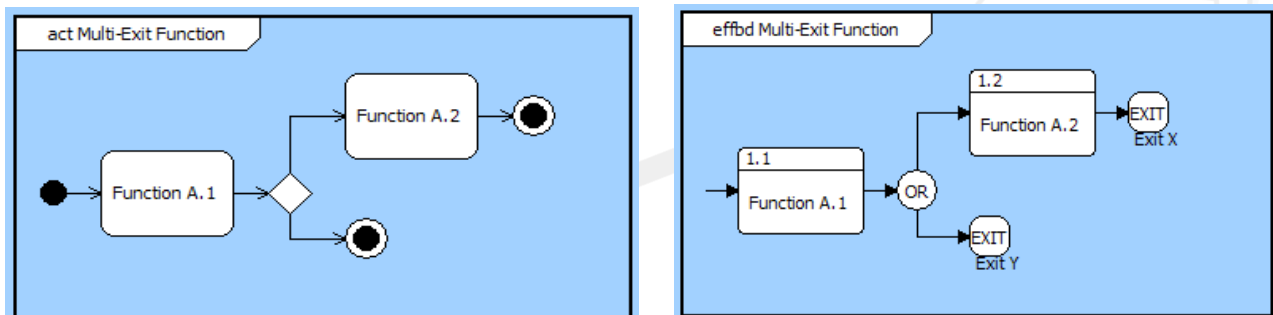 act Multi-Exit Function
Function A.2
Function A.1
effbd Multi-Exit Function
1.2
Function A.2
EXIT
Exit X
1.1
Function A.1
OR
EXIT
Exit Y